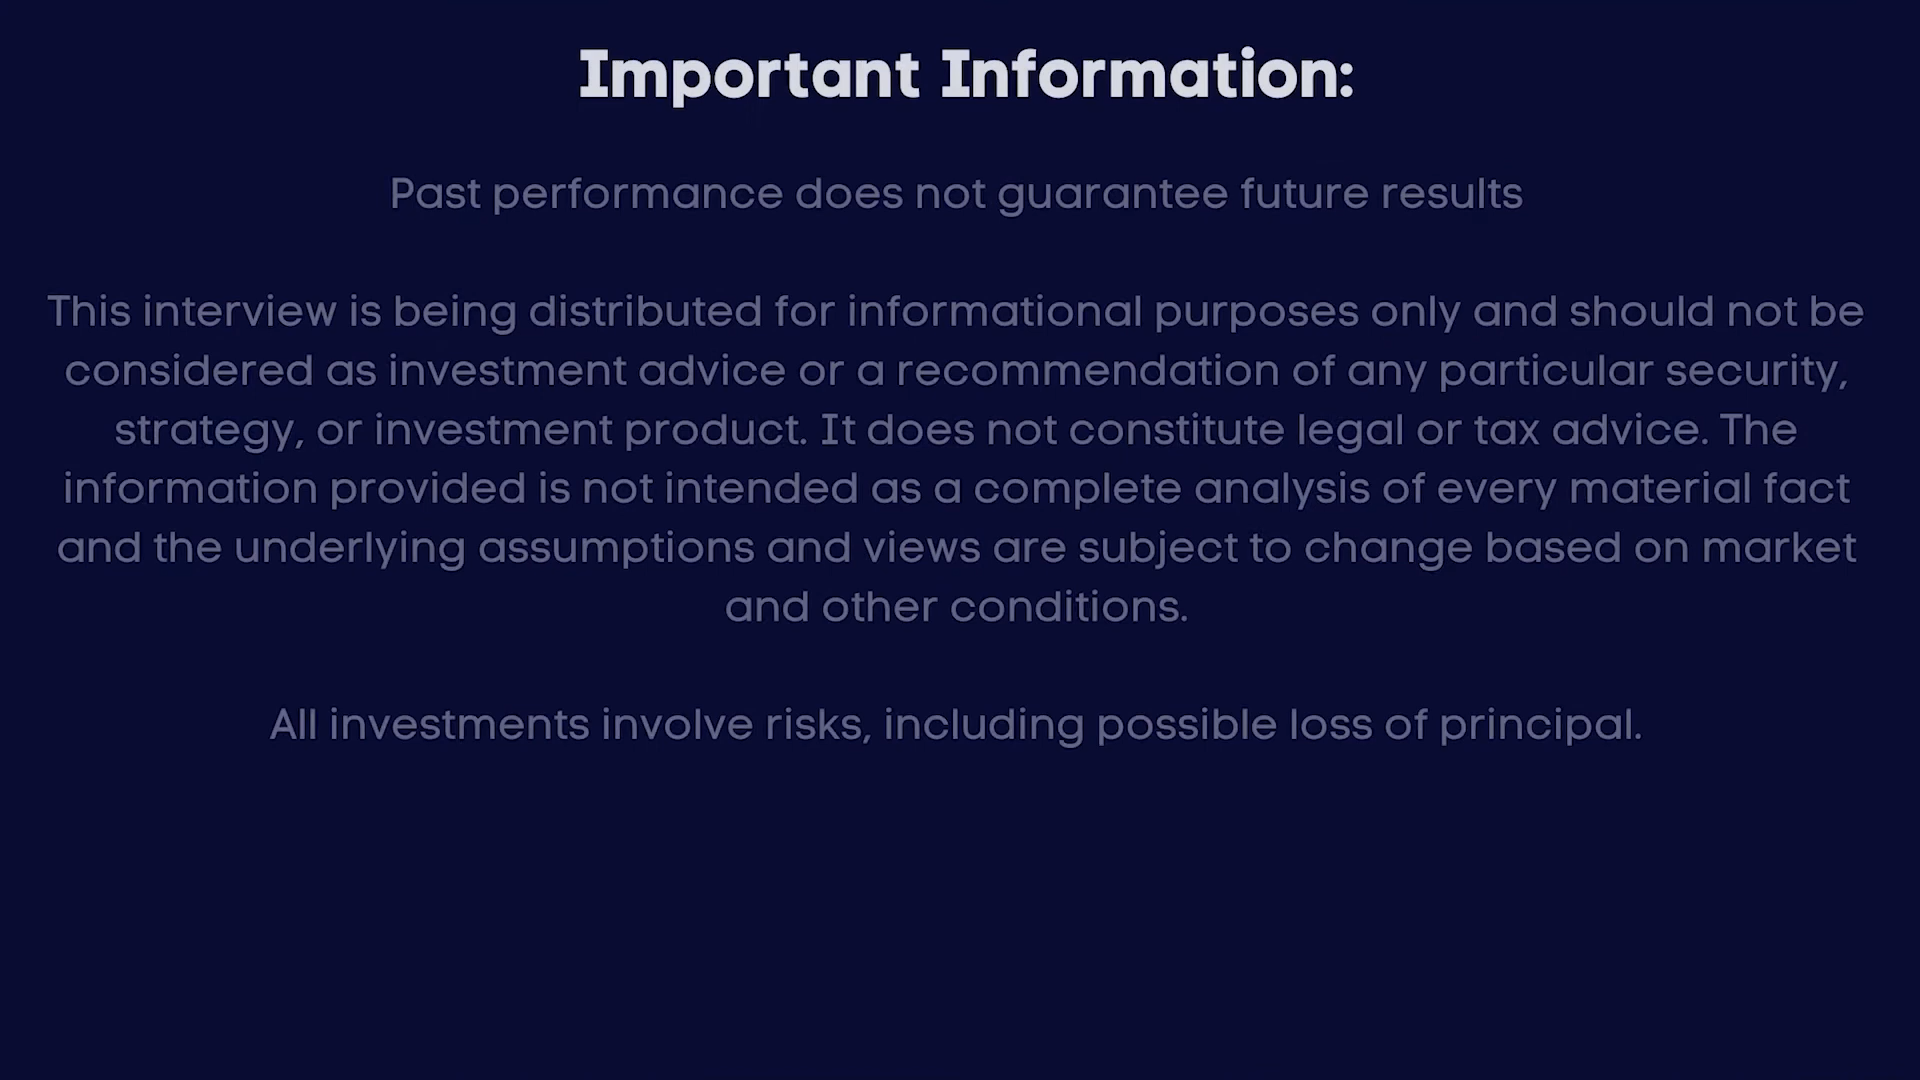 Important Information:
Past performance does not guarantee future results
This interview is being distributed for informational purposes only and should not be
considered as investment advice or a recommendation of any particular security,
strategy, or investment product. It does not constitute legal or tax advice. The
information provided is not intended as a complete analysis of every material fact
and the underlying assumptions and views are subject to change based on market
and other conditions.
All investments involve risks, including possible loss of principal.